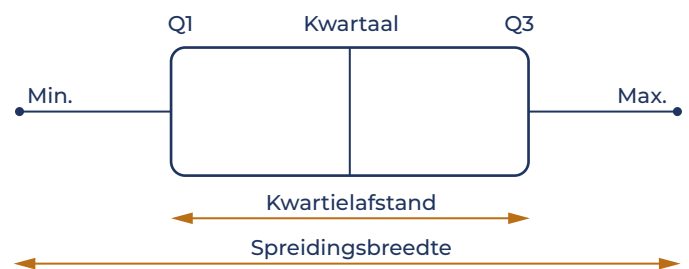 Q1 Kwartaal Q3
Min. Max.
Kwartielafstand
Spreidingsbreedte